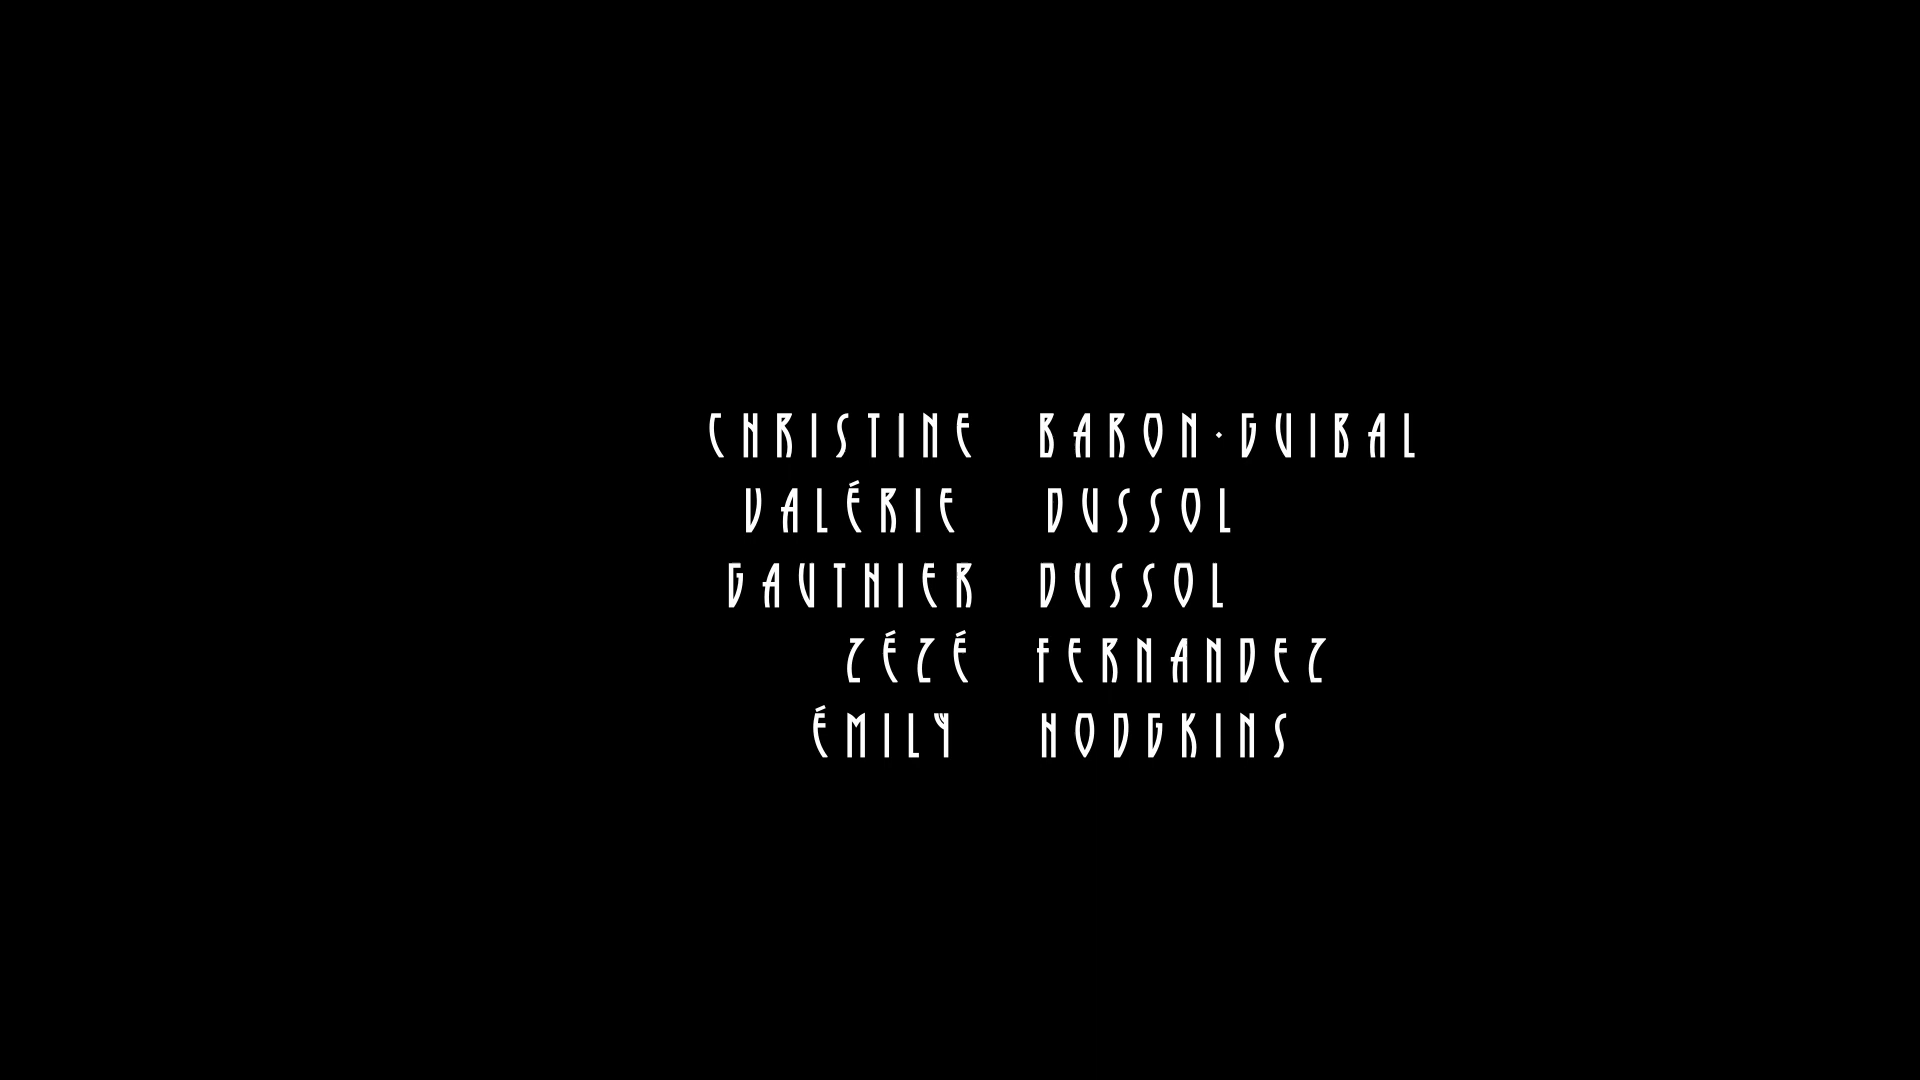 CHRISTINE BARON·GUIBAL
VALÉRIE DUSSOL
GAUTHIER DUSSOL
ZÉZÉ FERNANDEZ
ÉMILY HODGKINS